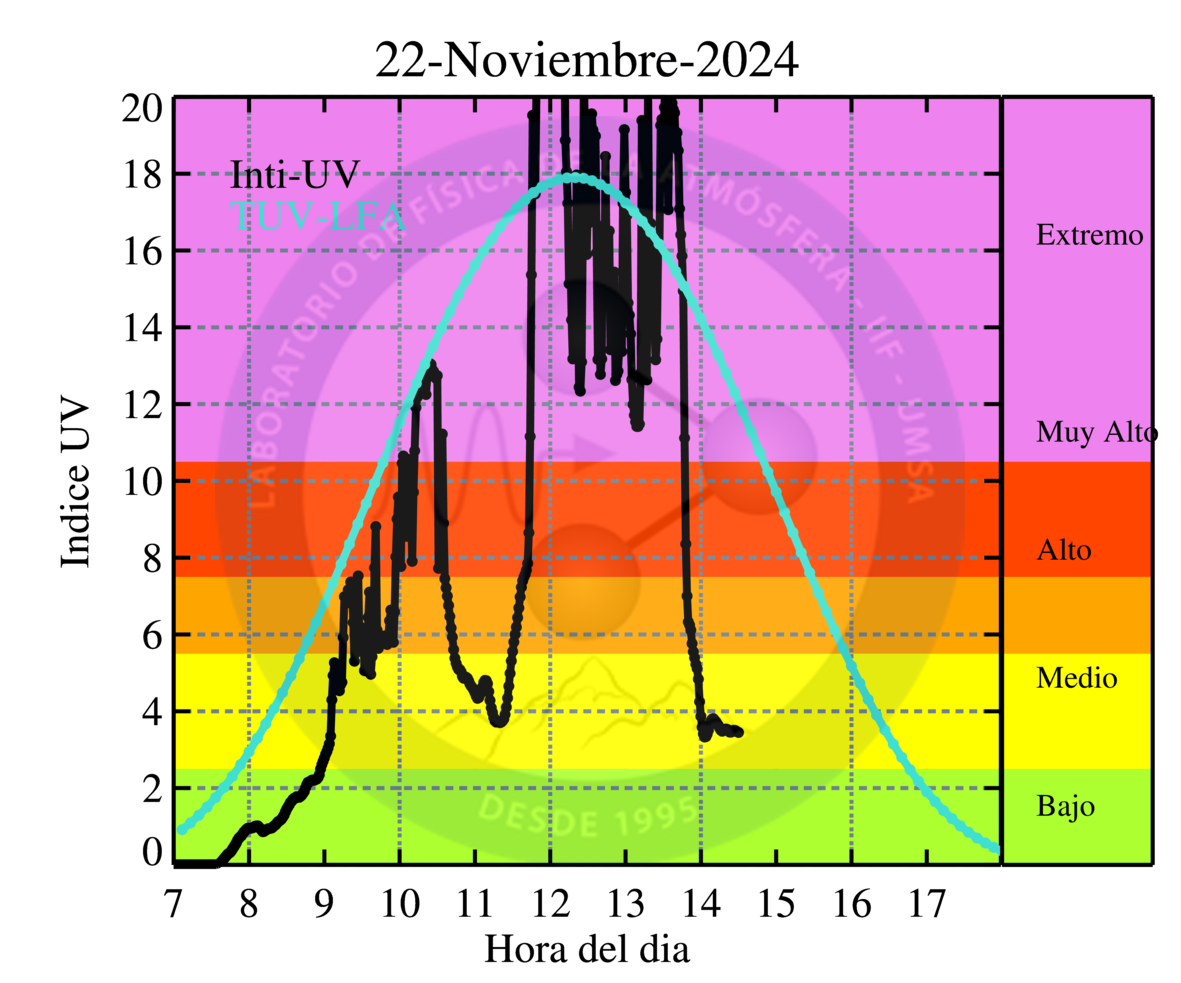 22-Noviembre-2024
20
18
16
14
12
10
8
6
4
2
0
Indice UV
Inti-UV
TUV-LFA
LABORATORIO DE FÍSICA DE LA ATMÓSFERA - IIF - UMSA
DESDE 1995
Extremo
Muy Alto
Alto
Medio
Bajo
7 8 9 10 11 12 13 14 15 16 17
Hora del dia